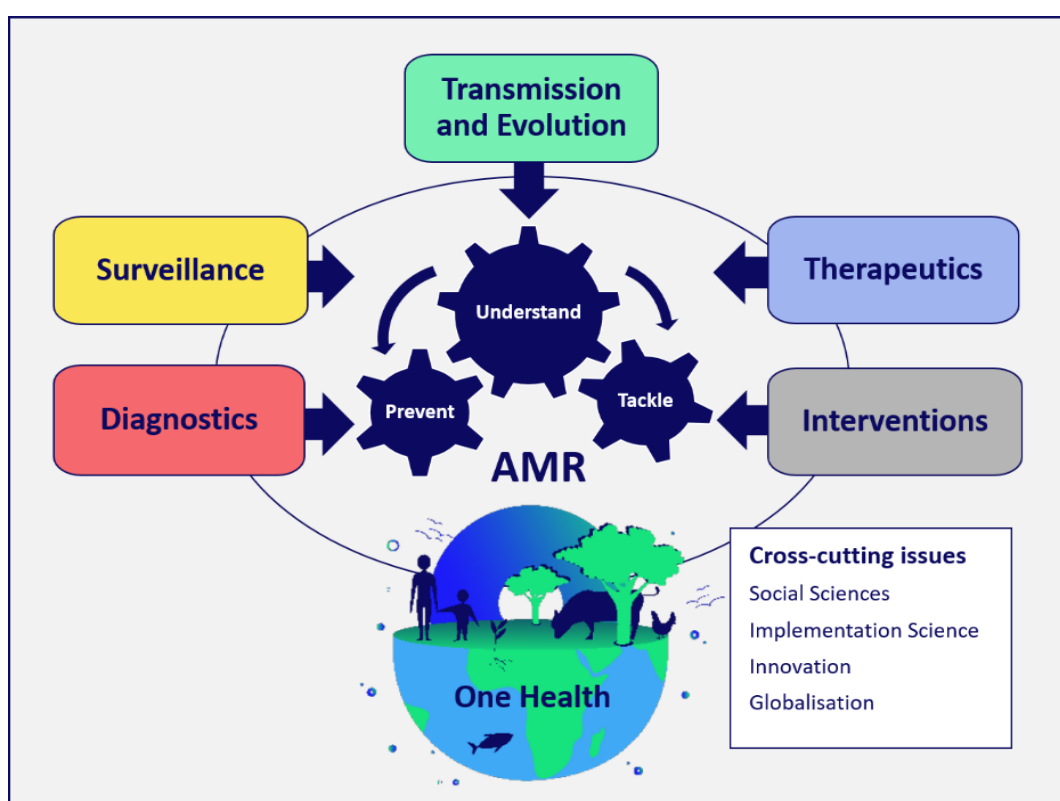 Transmission
and Evolution
Surveillance
Therapeutics
Understand
Diagnostics
Prevent
Tackle
Interventions
AMR
One Health
Cross-cutting issues
Social Sciences
Implementation Science
Innovation
Globalisation